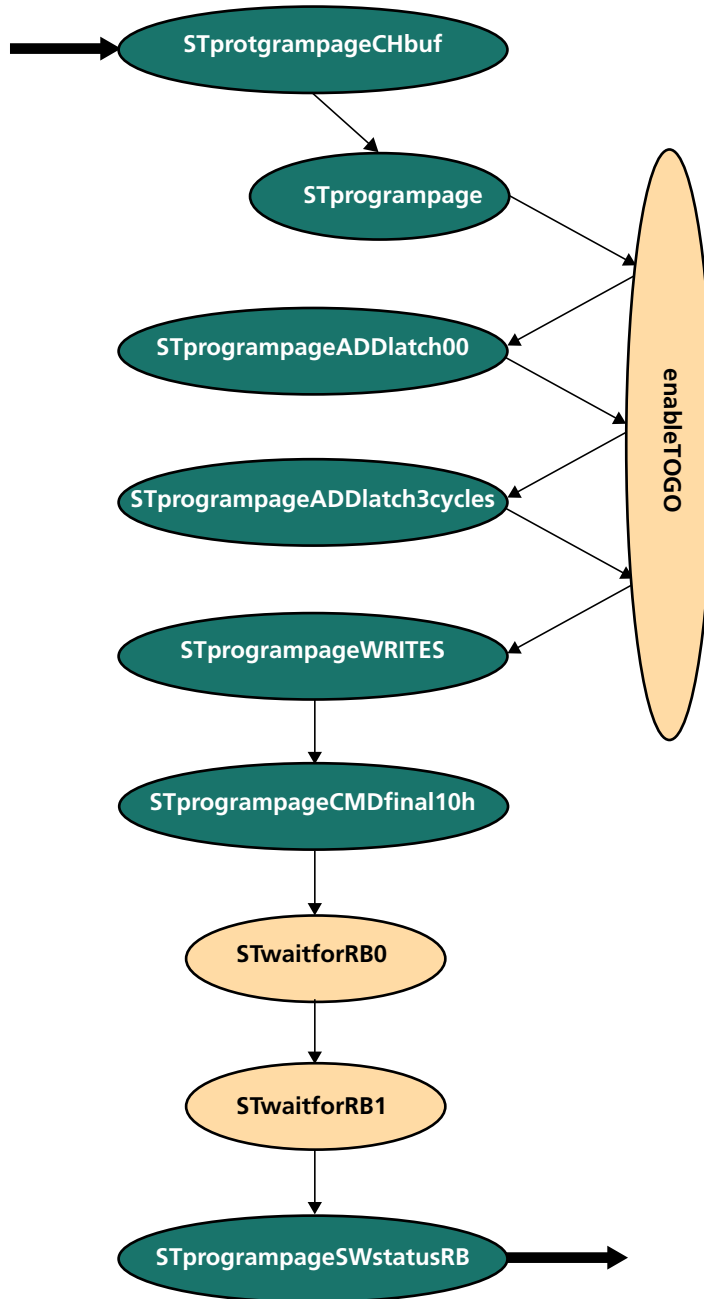 STprotgrampageCHbuf
STprogrampage
enableTOGO
STprogrampageADDlatch00
STprogrampageADDlatch3cycles
STprogrampageWRITES
STprogrampageCMDfinal10h
STwaitforRB0
STwaitforRB1
STprogrampageSWstatusRB